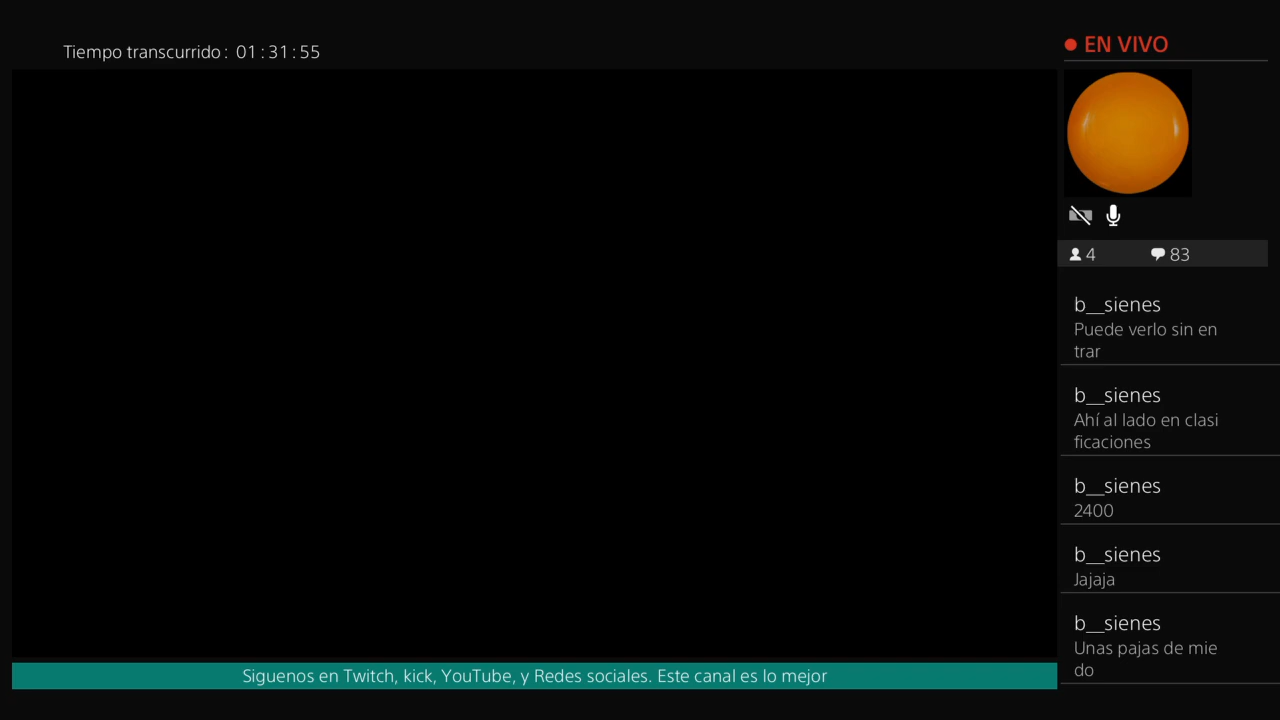 Tiempo transcurrido: 01:31:55
EN VIVO
4 83
b__sienes
Puede verlo sin en
trar
b__sienes
Ahí al lado en clasi
ficaciones
b__sienes
2400
b__sienes
Jajaja
b__sienes
Unas pajas de mie
do
Siguenos en Twitch, kick, YouTube, y Redes sociales. Este canal es lo mejor